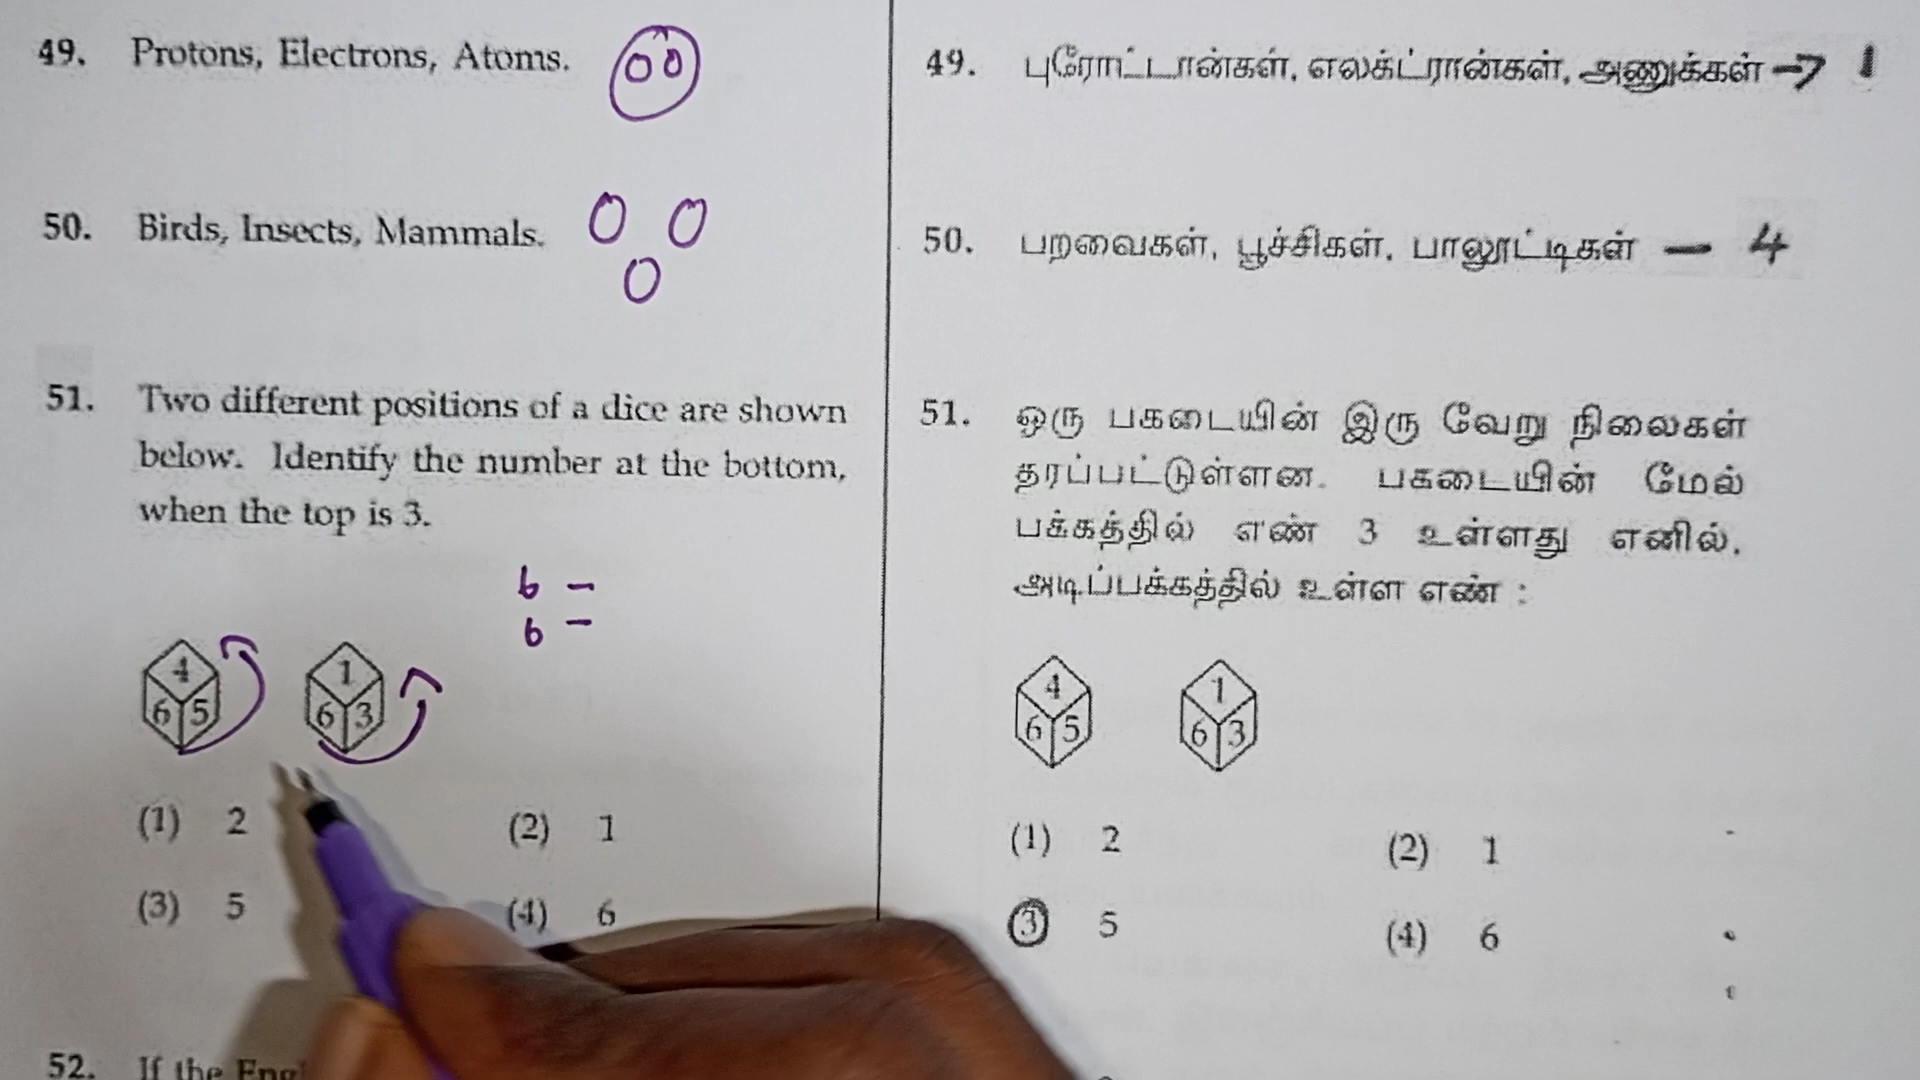 49. Protons, Electrons, Atoms.
50. Birds, Insects, Mammals.
51. Two different positions of a dice are shown
below. Identify the number at the bottom,
when the top is 3.
6 -
6 -
4
6 5
1
6 3
(1) 2
(2) 1
(3) 5
(4) 6
52. If the Engl
49. புரோட்டான்கள், எலக்ட்ரான்கள், அணுக்கள் → 1
50. பறவைகள், பூச்சிகள், பாலூட்டிகள் - 4
51. ஒரு பகடையின் இரு வேறு நிலைகள்
தரப்பட்டுள்ளன. பகடையின் மேல்
பக்கத்தில் எண் 3 உள்ளது எனில்,
அடிப்பக்கத்தில் உள்ள எண் :
4
6 5
1
6 3
(1) 2
(2) 1
(3) 5
(4) 6